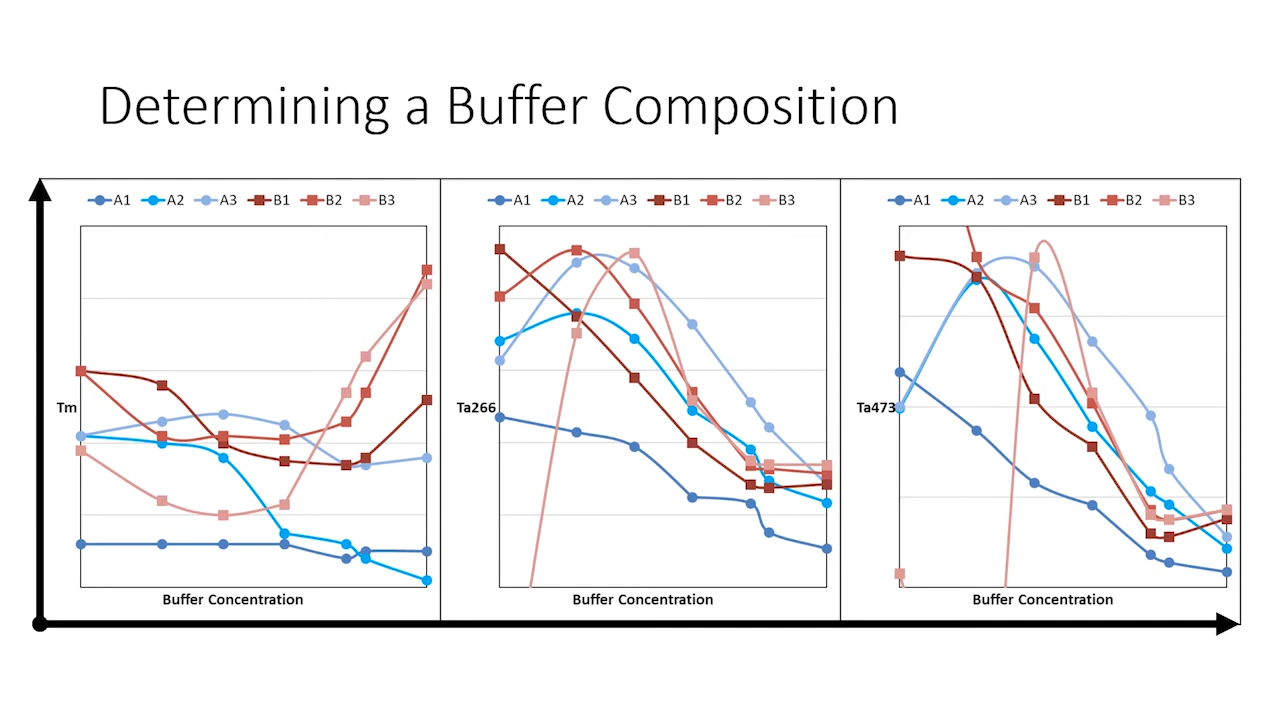 Determining a Buffer Composition
A1 A2 A3 B1 B2 B3
Tm
Buffer Concentration
A1 A2 A3 B1 B2 B3
Ta266
Buffer Concentration
A1 A2 A3 B1 B2 B3
Ta473
Buffer Concentration